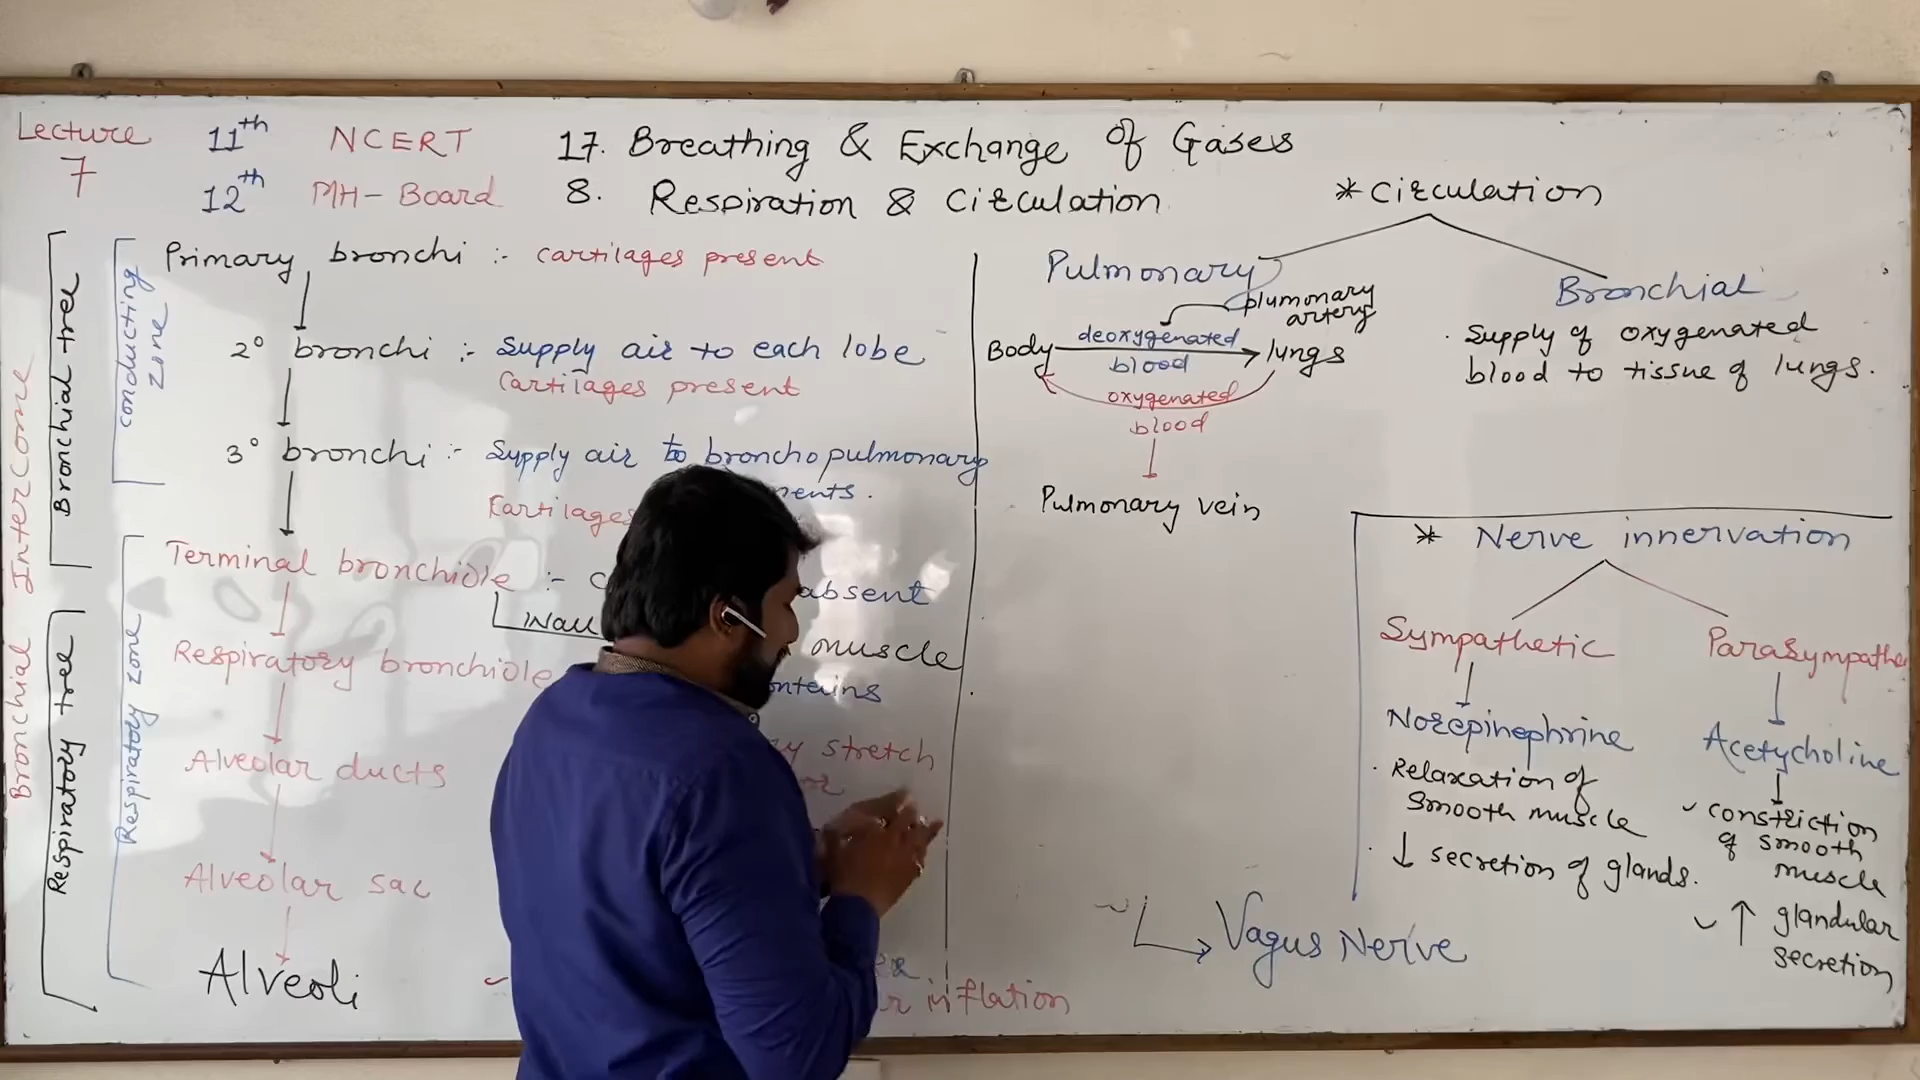 Lecture 7
11th NCERT 17. Breathing & Exchange of Gases
12th MH-Board 8. Respiration & Circulation
Bronchial InterCome
Bronchial tree
Respiratory tree
conducting zone
Respiratory zone
Primary bronchi :- cartilages present
2° bronchi :- Supply air to each lobe
Cartilages present
3° bronchi :- Supply air to bronchopulmonary
Terminal bronchiole :-
absent
muscle
Respiratory bronchiole
Alveolar ducts
stretch
Alveolar sac
Alveoli
inflation
* Circulation
Pulmonary
plumonary
artery
Body deoxygenated blood lungs
oxygenated
blood
Pulmonary vein
Bronchial
. Supply of oxygenated
blood to tissue of lungs.
* Nerve innervation
Sympathetic
Norepinephrine
. Relaxation of
smooth muscle
. ↓ secretion of glands.
Parasympathe
Acetycholine
constriction
of smooth
muscle
↑ glandular
secretion
Vagus Nerve